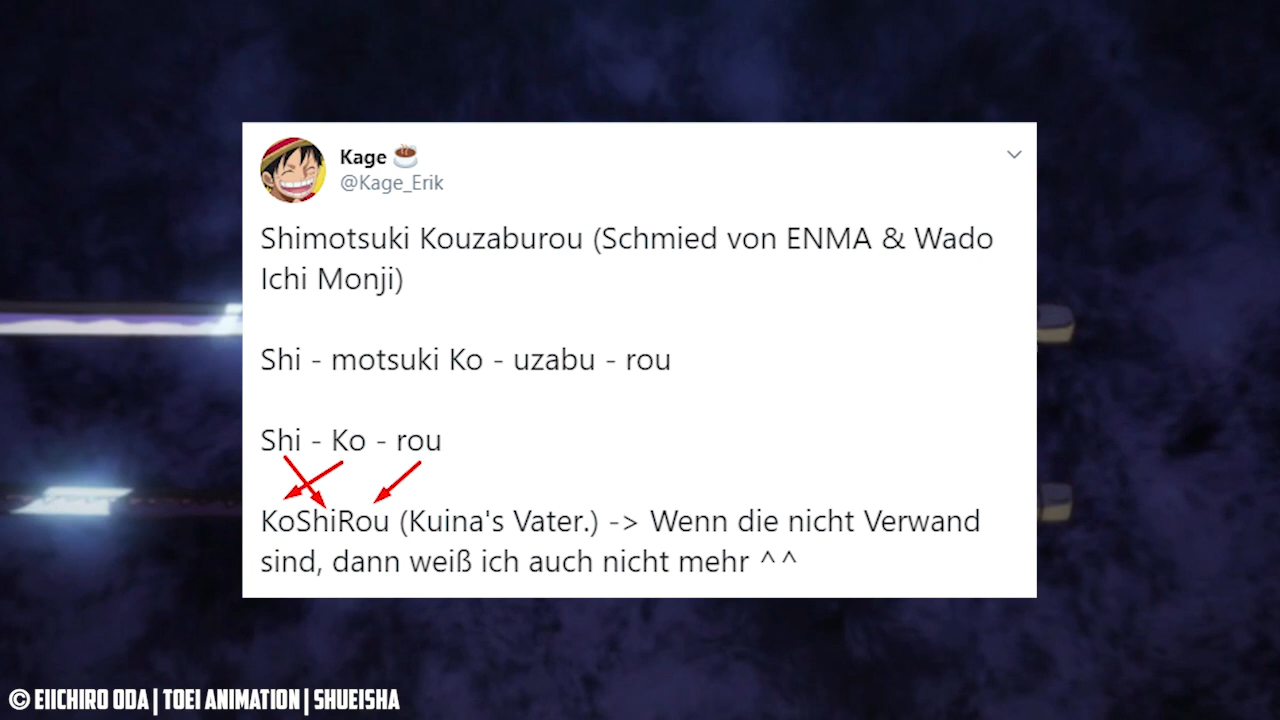 Kage ☕
@Kage_Erik
Shimotsuki Kouzaburou (Schmied von ENMA & Wado
Ichi Monji)
Shi - motsuki Ko - uzabu - rou
Shi - Ko - rou
KoShiRou (Kuina's Vater.) -> Wenn die nicht Verwand
sind, dann weiß ich auch nicht mehr ^^
© EIICHIRO ODA | TOEI ANIMATION | SHUEISHA